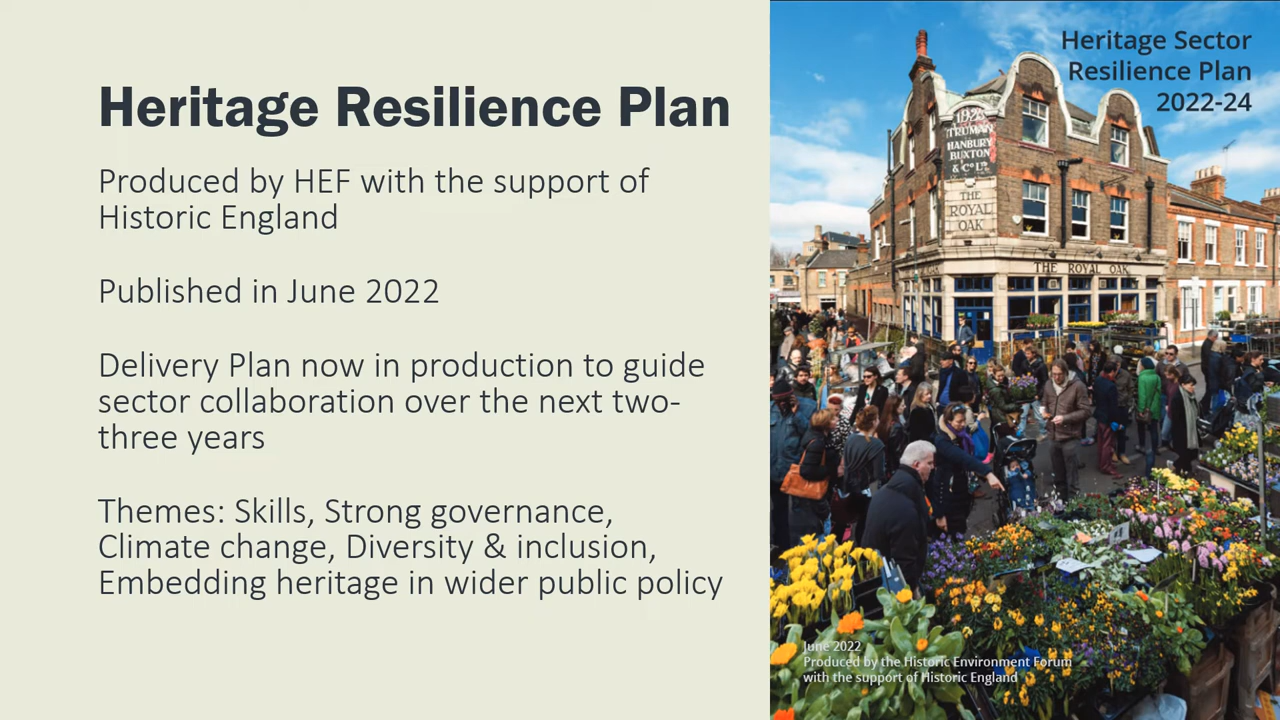 Heritage Resilience Plan
Produced by HEF with the support of
Historic England
Published in June 2022
Delivery Plan now in production to guide
sector collaboration over the next two-
three years
Themes: Skills, Strong governance,
Climate change, Diversity & inclusion,
Embedding heritage in wider public policy
Heritage Sector
Resilience Plan
2022-24
1923
TRUMAN
HANBURY
BUXTON
& Co. Ld.
THE
ROYAL
OAK
THE ROYAL OAK
June 2022
Produced by the Historic Environment Forum
with the support of Historic England